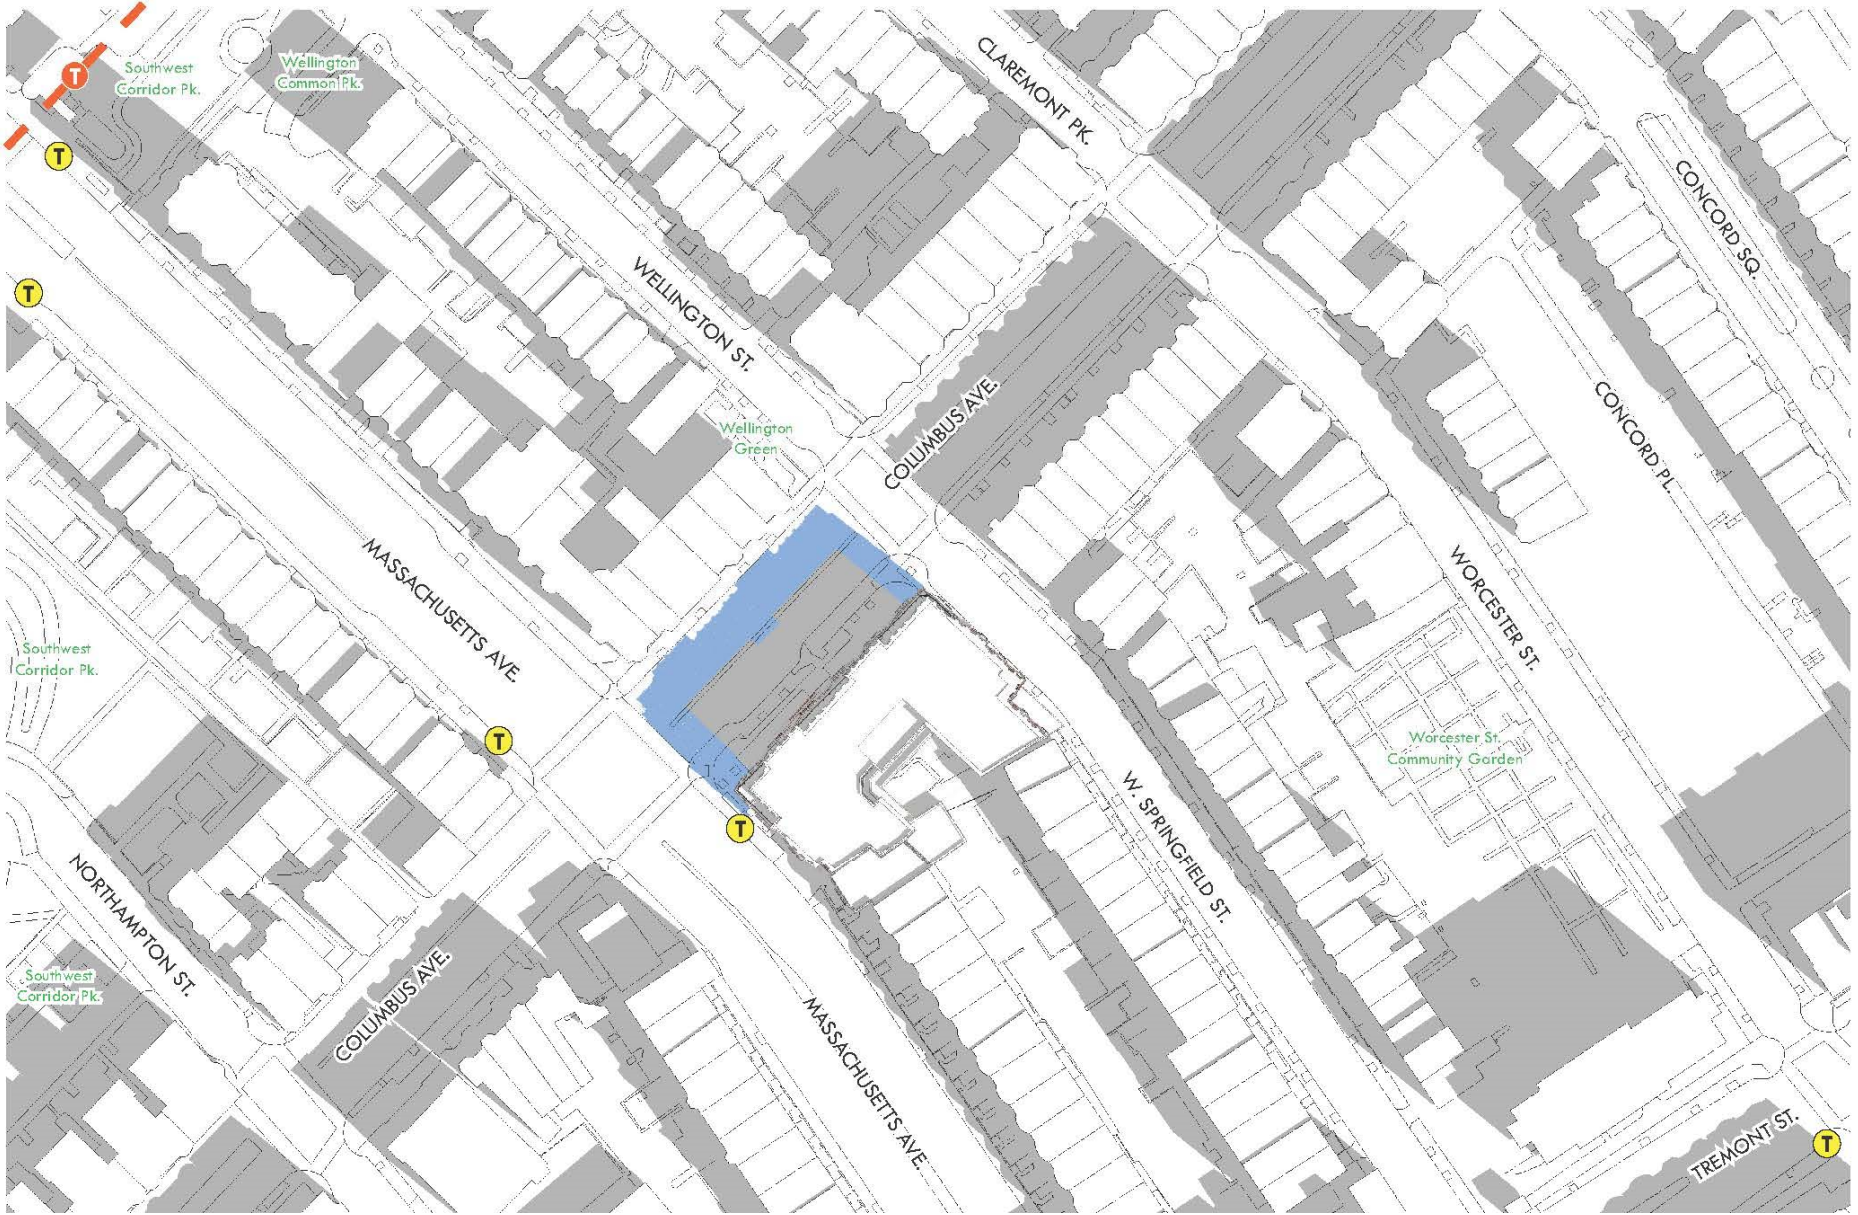 T
Southwest
Corridor Pk.
Wellington
Common Pk.
CLAREMONT PK.
T
CONCORD SQ.
T
WELLINGTON ST.
COLUMBUS AVE.
Wellington
Green
CONCORD PL.
MASSACHUSETTS AVE.
WORCESTER ST.
Southwest
Corridor Pk.
T
Worcester St.
Community Garden
T
W. SPRINGFIELD ST.
NORTHAMPTON ST.
Southwest
Corridor Pk.
COLUMBUS AVE.
MASSACHUSETTS AVE.
TREMONT ST.
T